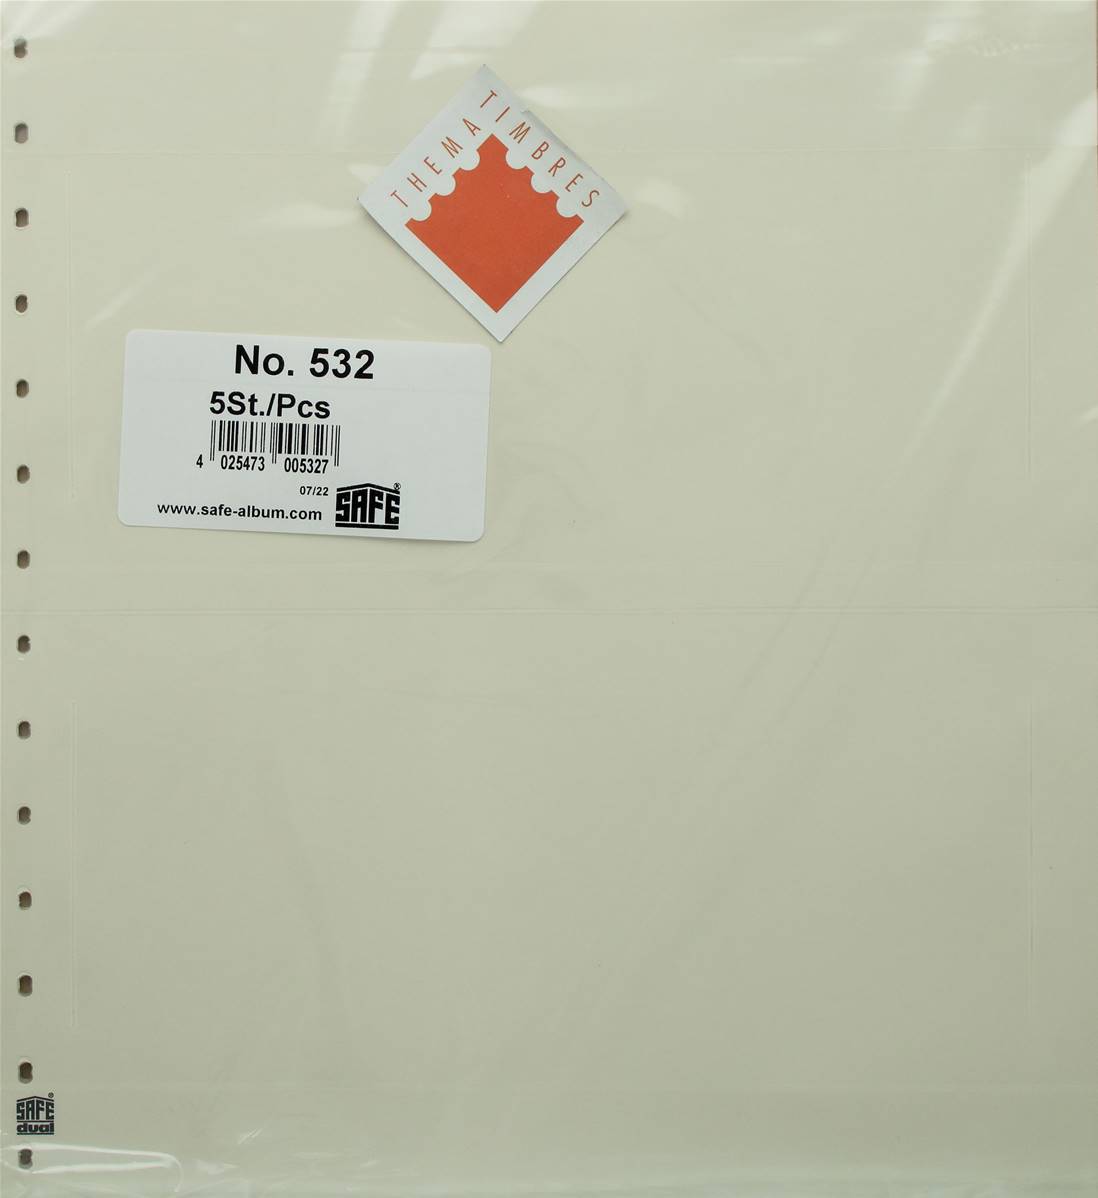 THEMA TIMBRES
No. 532
5St./Pcs
4 025473 005327
07/22
www.safe-album.com
SAFE®
SAFE®
dual